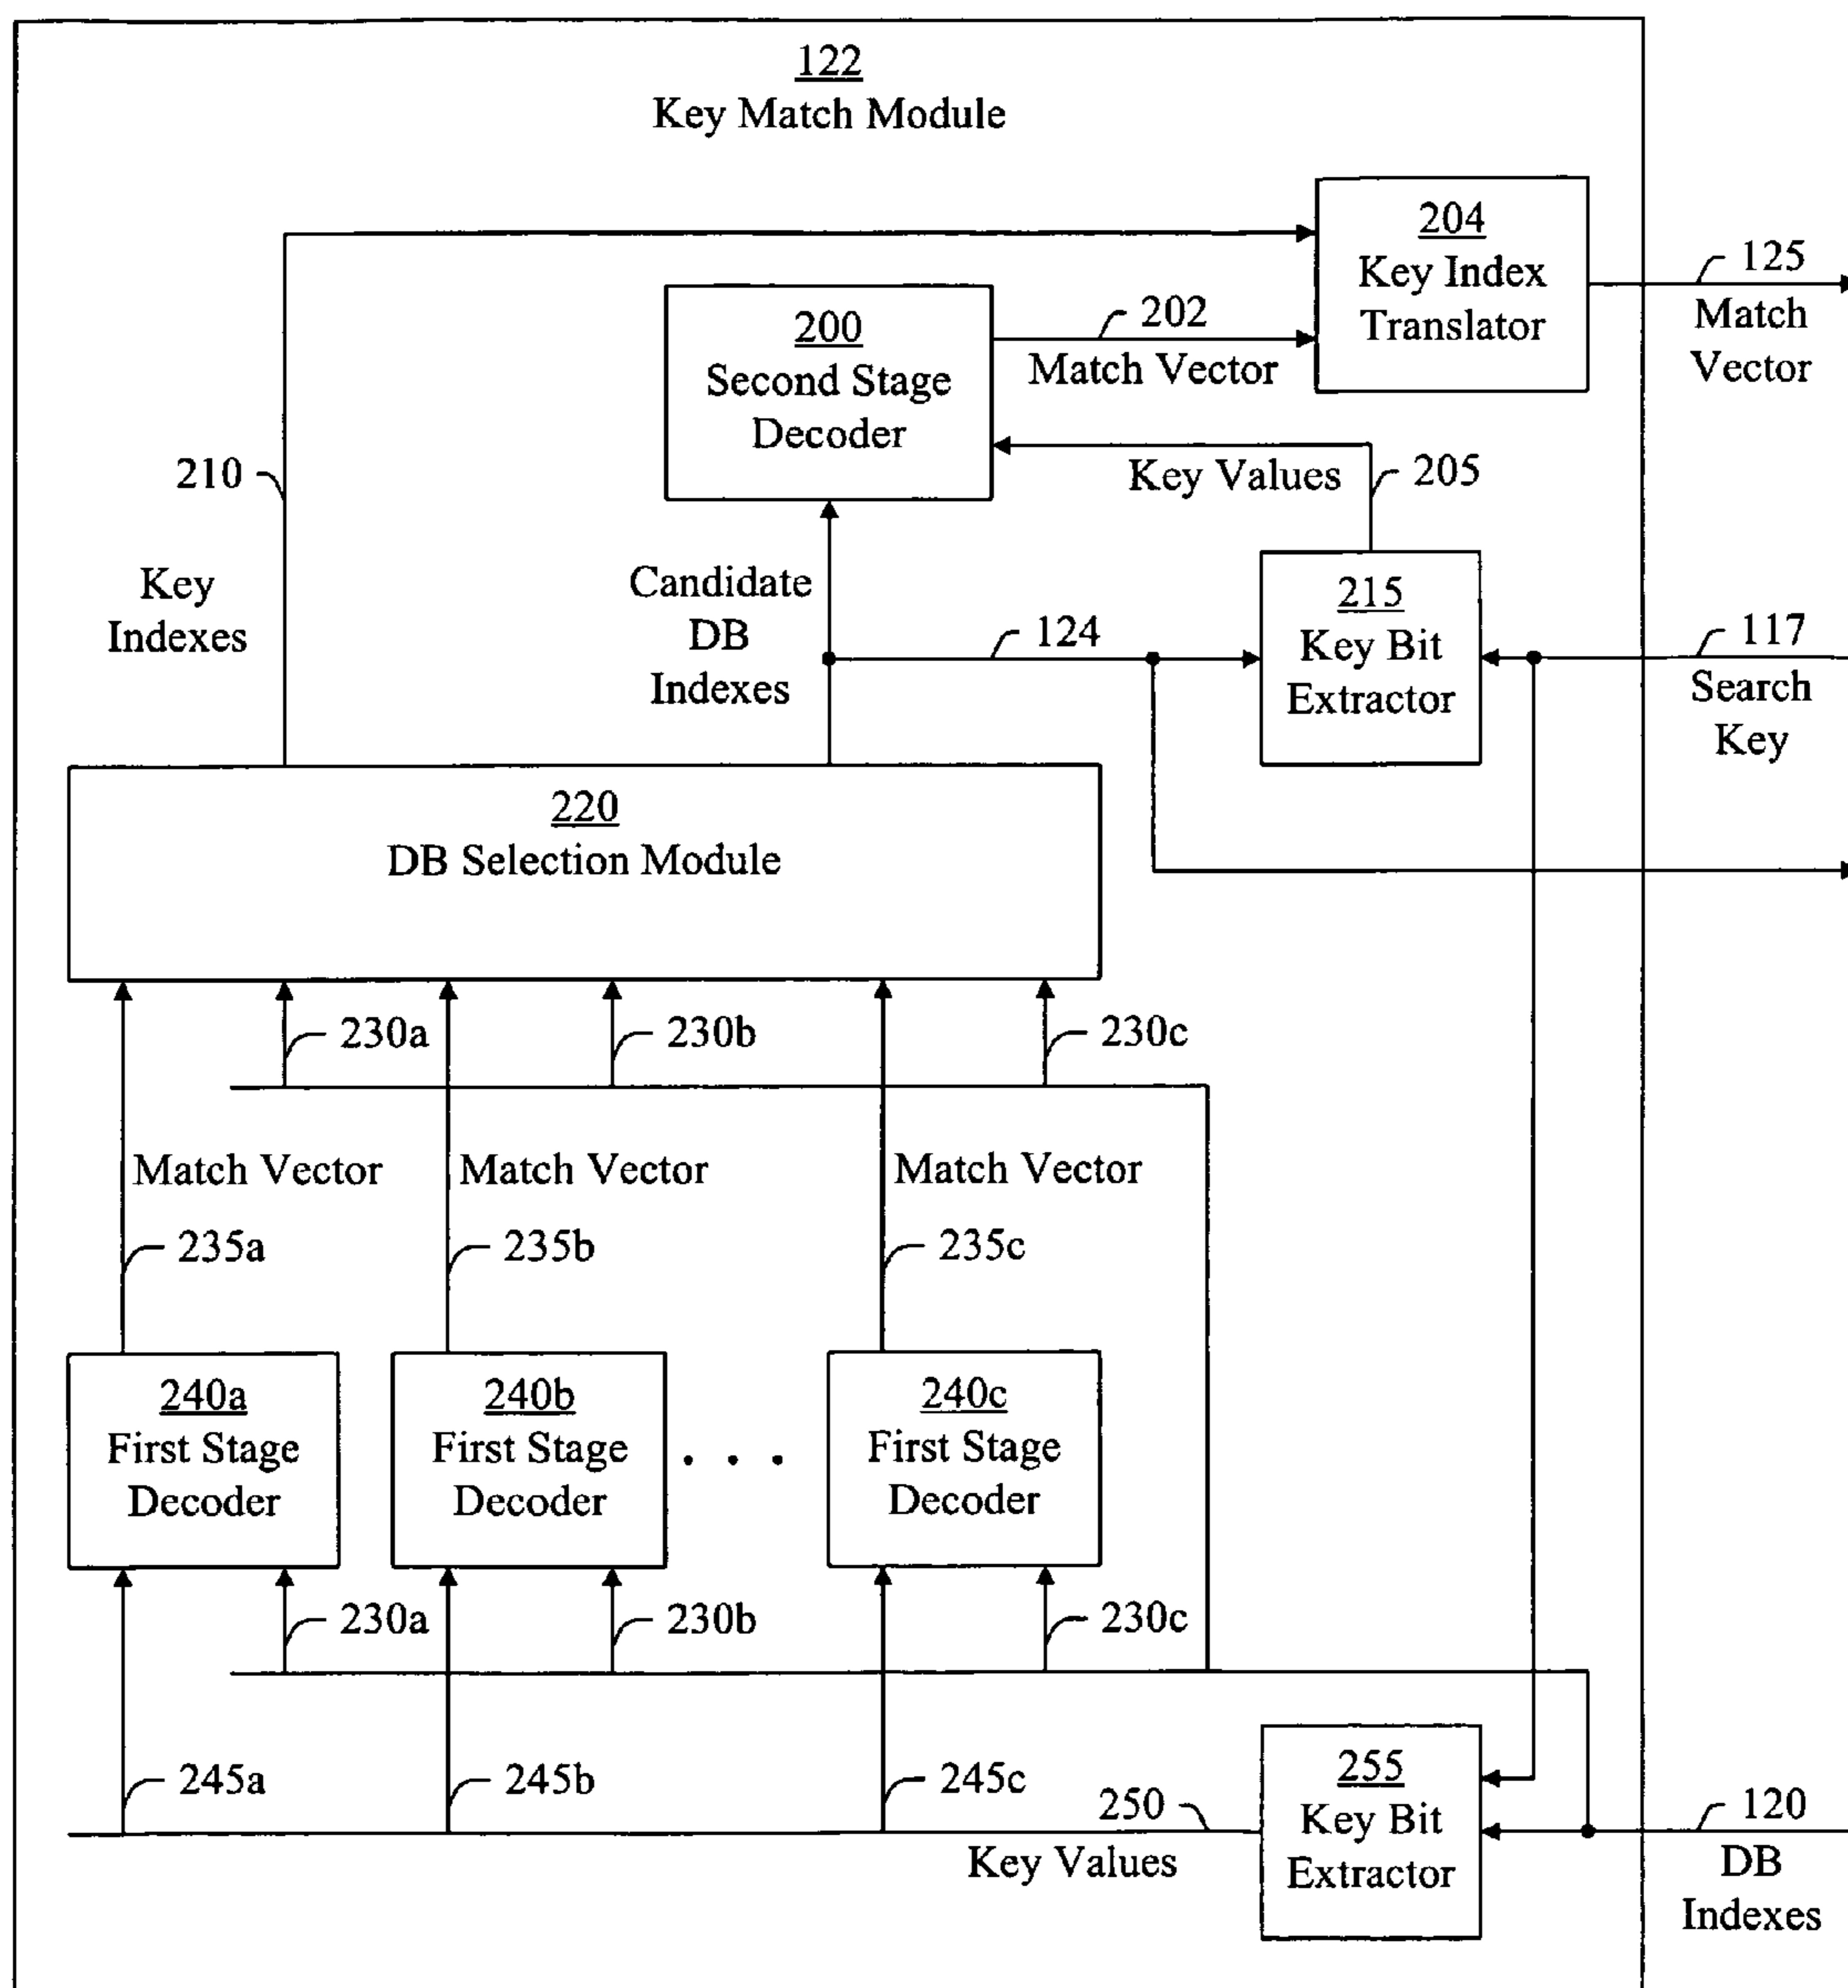 122
Key Match Module
204
Key Index
Translator
125
Match
Vector
200
Second Stage
Decoder
202
Match Vector
210
Key Values
205
Key
Indexes
Candidate
DB
Indexes
124
215
Key Bit
Extractor
117
Search
Key
220
DB Selection Module
230a
230b
230c
Match Vector
Match Vector
Match Vector
235a
235b
235c
240a
First Stage
Decoder
240b
First Stage
Decoder
. . .
240c
First Stage
Decoder
230a
230b
230c
245a
245b
245c
250
Key Values
255
Key Bit
Extractor
120
DB
Indexes